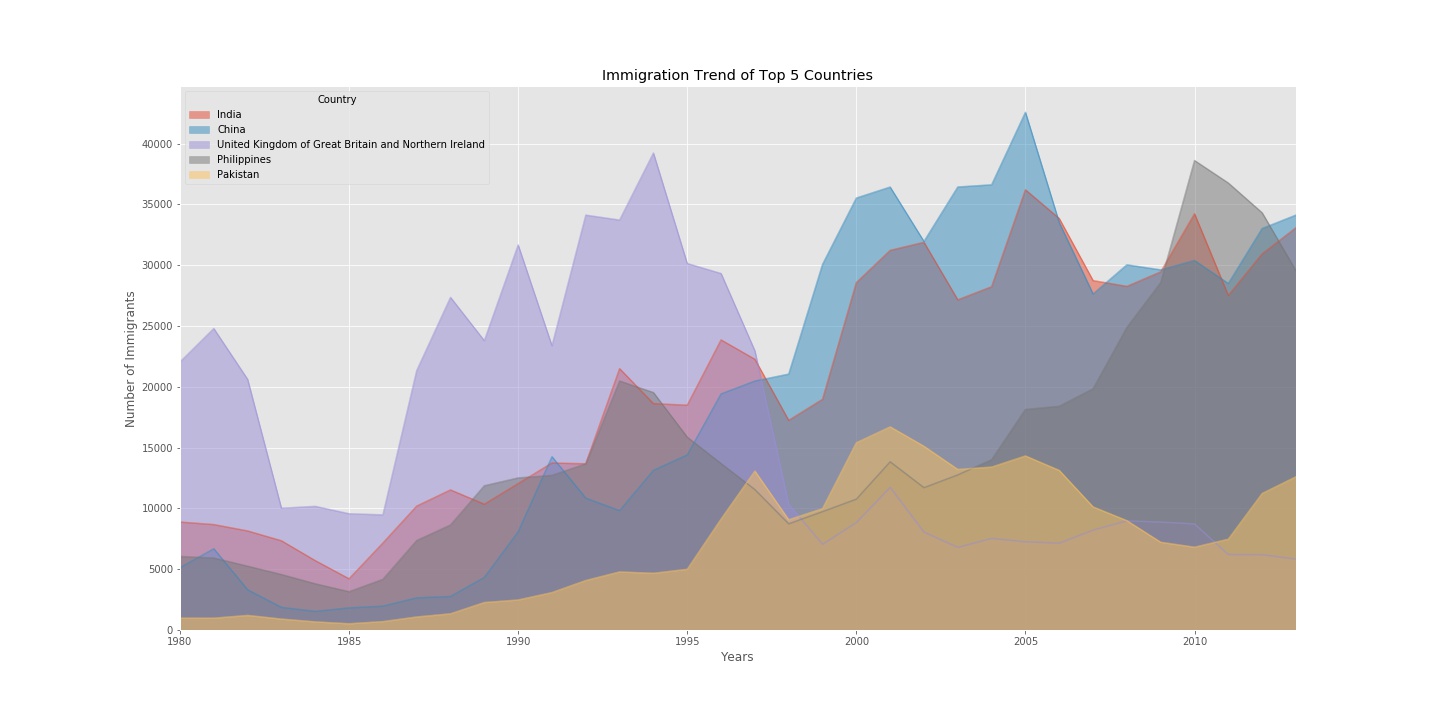 Immigration Trend of Top 5 Countries
Country
India
China
United Kingdom of Great Britain and Northern Ireland
Philippines
Pakistan
40000
35000
30000
25000
20000
15000
10000
5000
0
Number of Immigrants
1980 1985 1990 1995 2000 2005 2010
Years